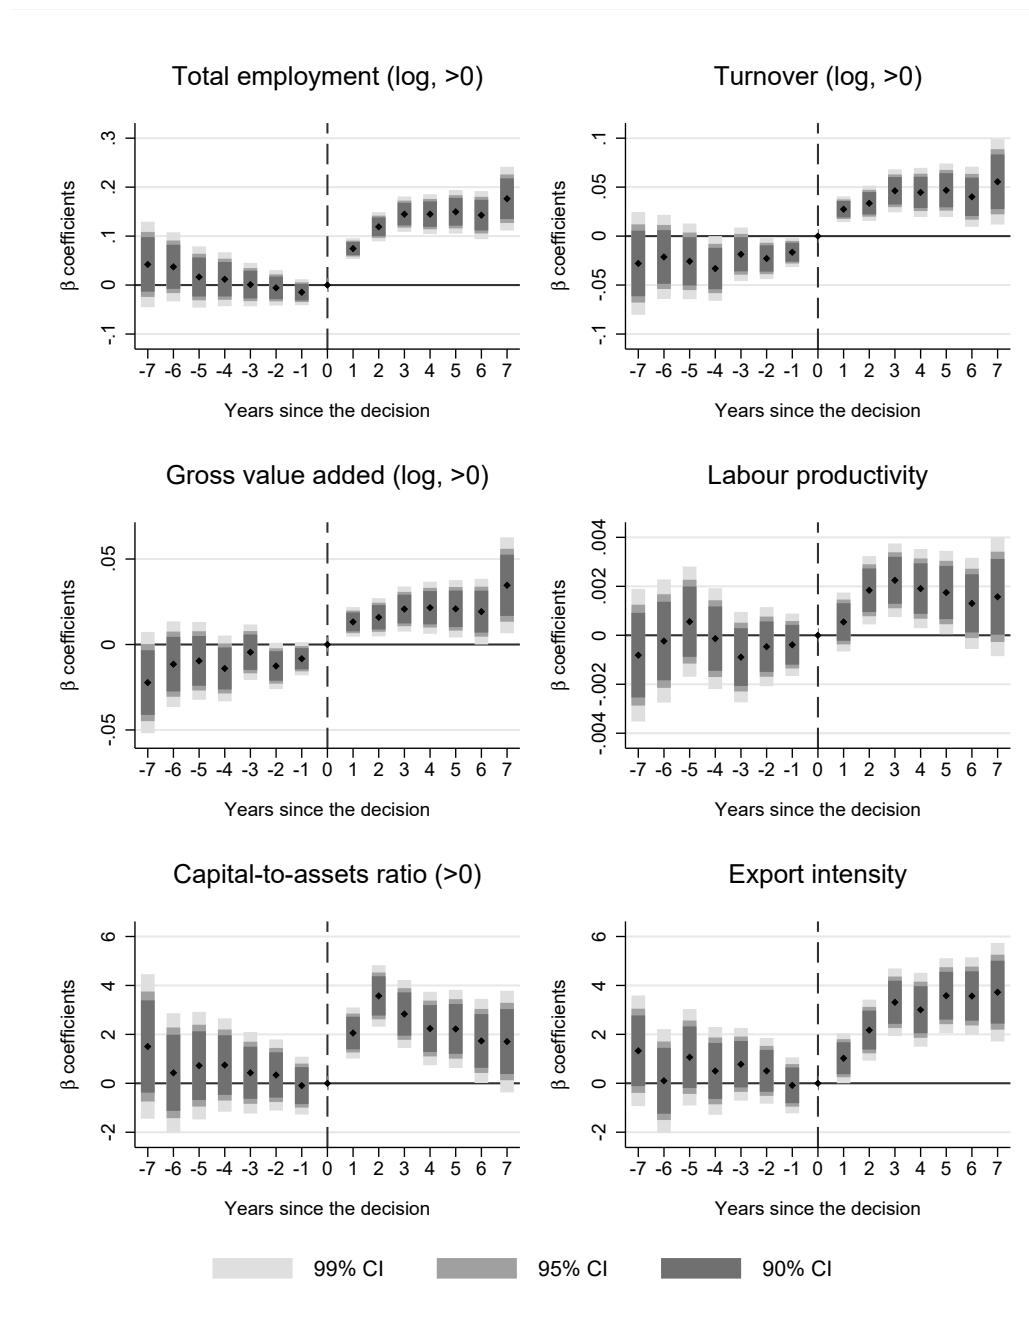 Total employment (log, >0)
β coefficients
.3
.2
.1
0
-.1
-7 -6 -5 -4 -3 -2 -1 0 1 2 3 4 5 6 7
Years since the decision
Turnover (log, >0)
β coefficients
.1
.05
0
-.05
-.1
-7 -6 -5 -4 -3 -2 -1 0 1 2 3 4 5 6 7
Years since the decision
Gross value added (log, >0)
β coefficients
.05
0
-.05
-7 -6 -5 -4 -3 -2 -1 0 1 2 3 4 5 6 7
Years since the decision
Labour productivity
β coefficients
.004
.002
0
-.002
-.004
-7 -6 -5 -4 -3 -2 -1 0 1 2 3 4 5 6 7
Years since the decision
Capital-to-assets ratio (>0)
β coefficients
6
4
2
0
-2
-7 -6 -5 -4 -3 -2 -1 0 1 2 3 4 5 6 7
Years since the decision
Export intensity
β coefficients
6
4
2
0
-2
-7 -6 -5 -4 -3 -2 -1 0 1 2 3 4 5 6 7
Years since the decision
99% CI 95% CI 90% CI